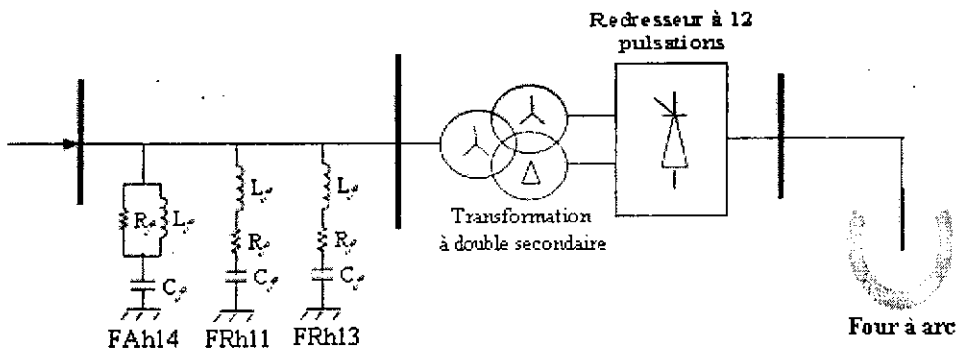 Redresseur à 12
pulsations
Transformation
à double secondaire
L
L
R
L
R
R
C
C
C
FAh14
FRh11
FRh13
Four à arc